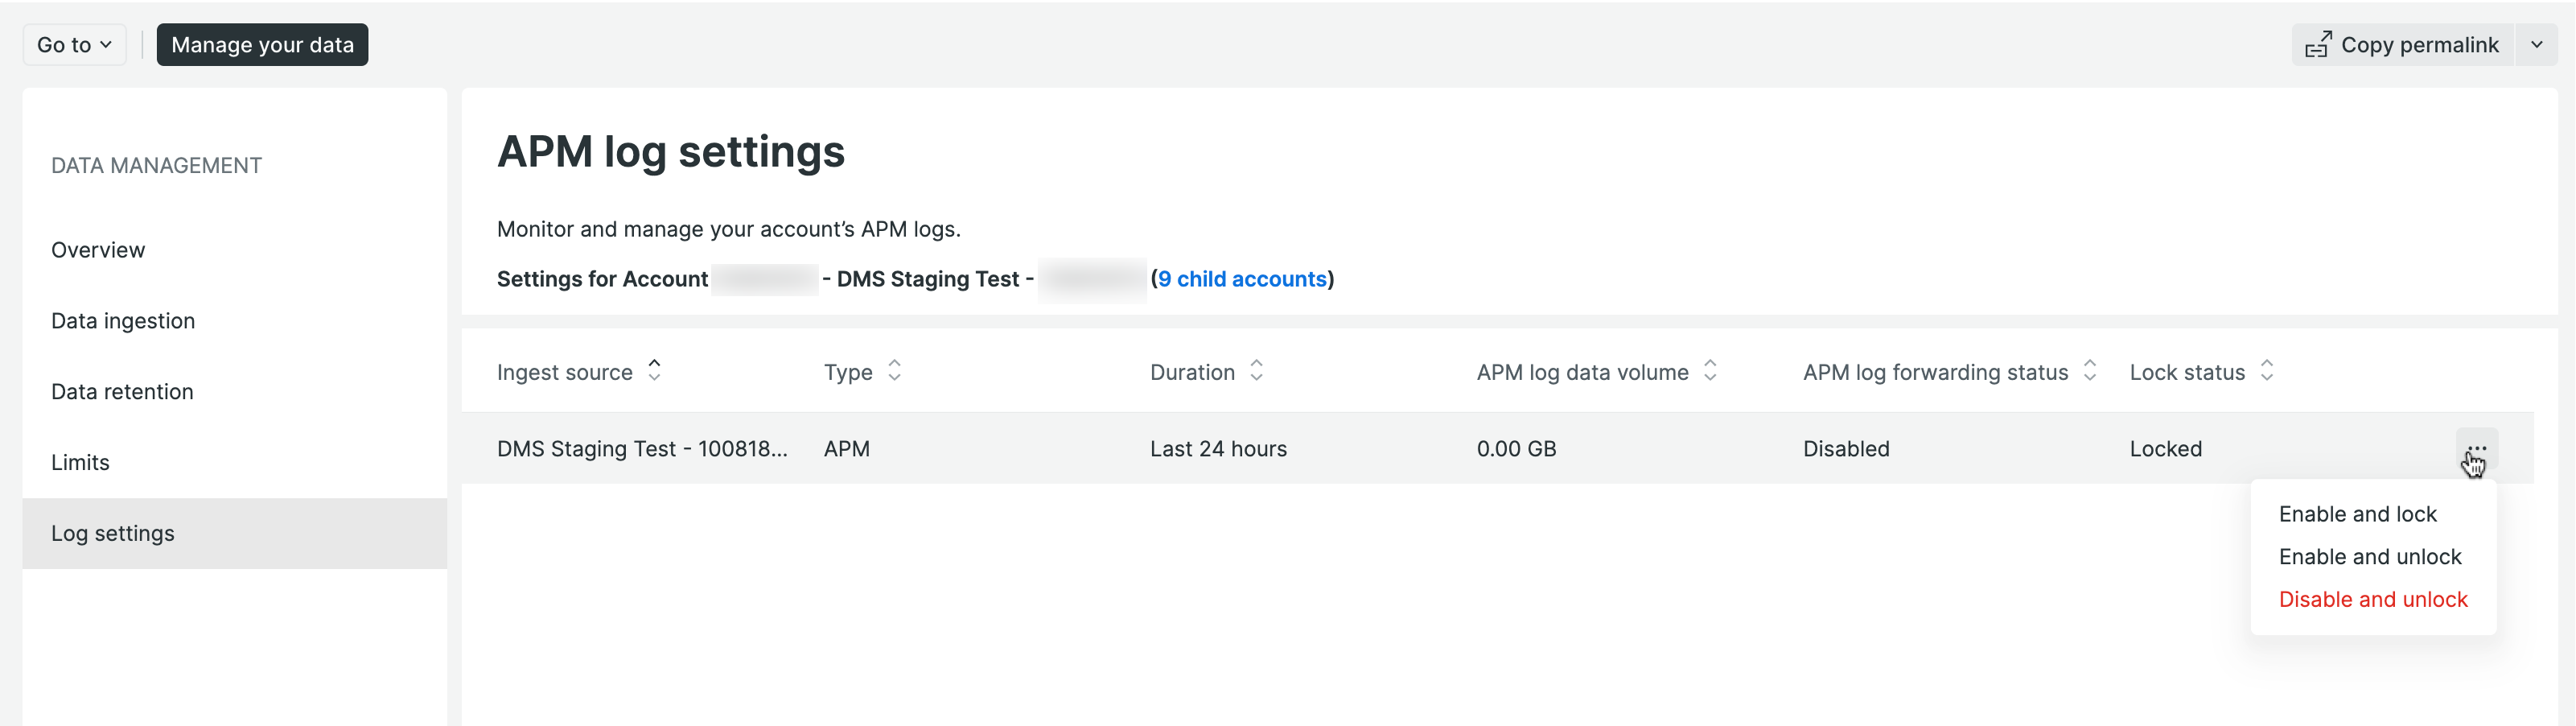 Go to
Manage your data
Copy permalink
DATA MANAGEMENT
Overview
Data ingestion
Data retention
Limits
Log settings
APM log settings
Monitor and manage your account’s APM logs.
Settings for Account - DMS Staging Test - (9 child accounts)
Ingest source Type Duration APM log data volume APM log forwarding status Lock status
DMS Staging Test - 100818... APM Last 24 hours 0.00 GB Disabled Locked
...
Enable and lock
Enable and unlock
Disable and unlock